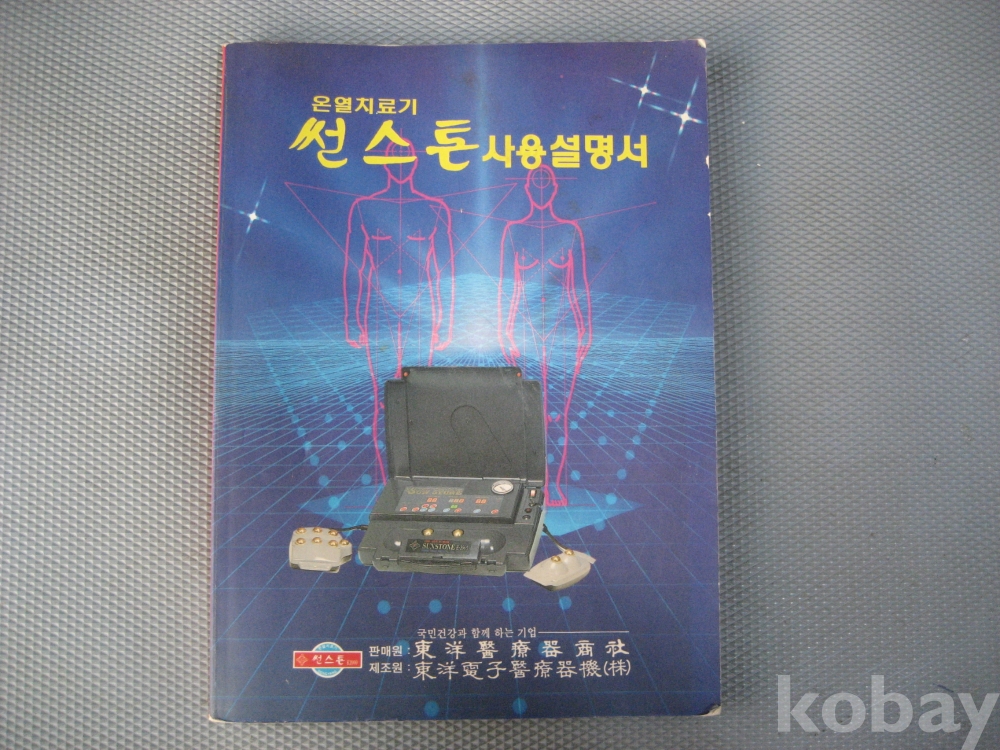 온열치료기
썬스톤 사용설명서
SUNSTONE
국민건강과 함께 하는 기업
썬스톤
판매원 : 東洋醫療器商社
제조원 : 東洋電子醫療器機(株)
kobay